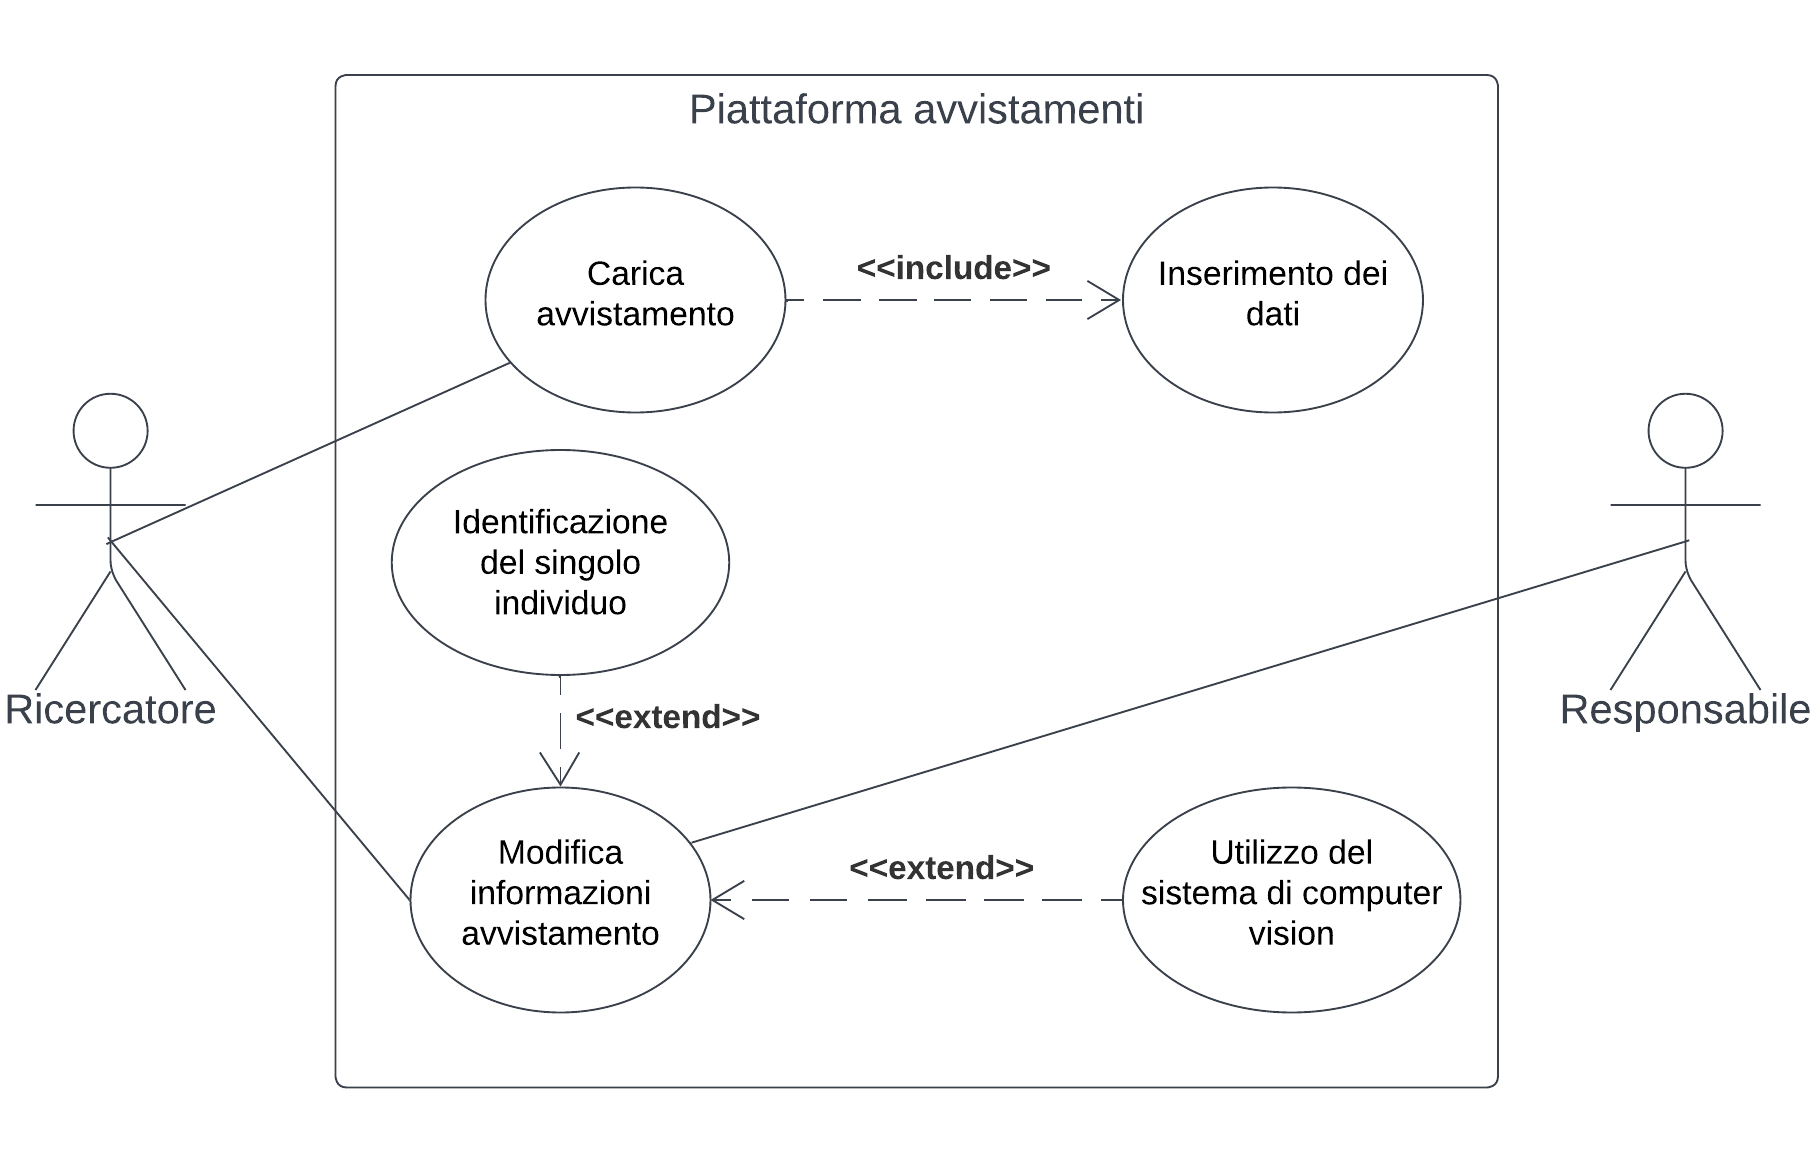 Piattaforma avvistamenti
Carica
avvistamento
<<include>>
Inserimento dei
dati
Identificazione
del singolo
individuo
Ricercatore
<<extend>>
Responsabile
Modifica
informazioni
avvistamento
<<extend>>
Utilizzo del
sistema di computer
vision